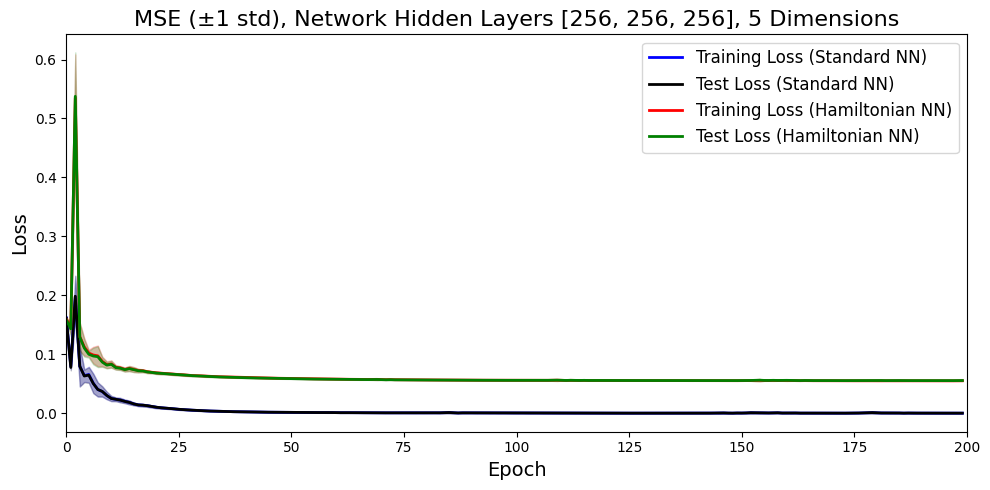 MSE (±1 std), Network Hidden Layers [256, 256, 256], 5 Dimensions
Training Loss (Standard NN)
Test Loss (Standard NN)
Training Loss (Hamiltonian NN)
Test Loss (Hamiltonian NN)
Loss
0.6
0.5
0.4
0.3
0.2
0.1
0.0
0 25 50 75 100 125 150 175 200
Epoch